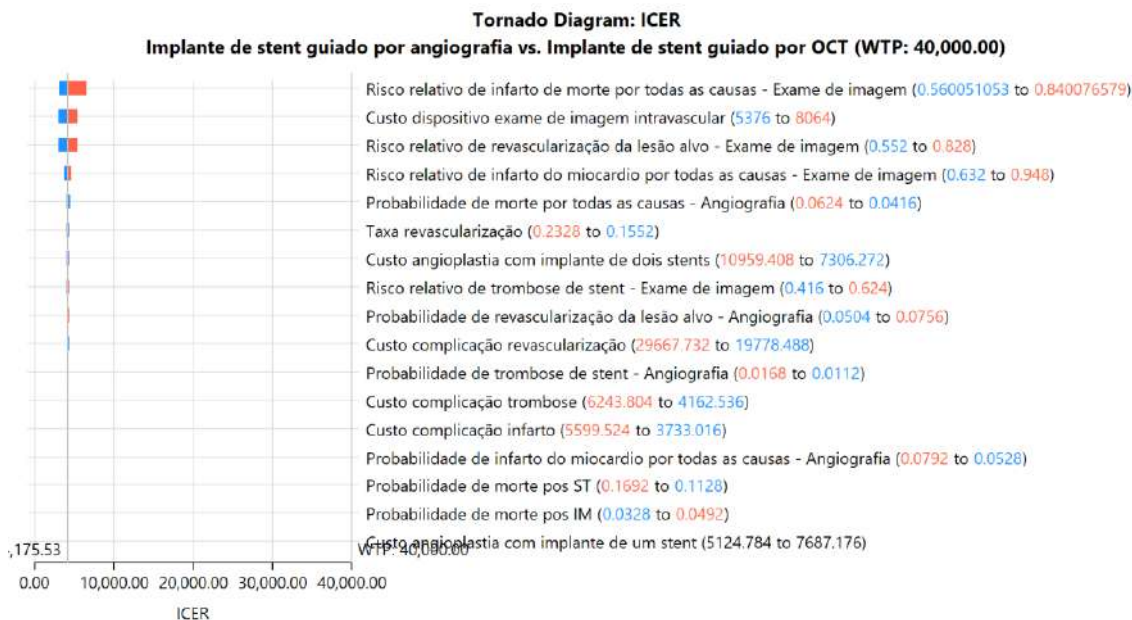 Tornado Diagram: ICER
Implante de stent guiado por angiografia vs. Implante de stent guiado por OCT (WTP: 40,000.00)
Risco relativo de infarto de morte por todas as causas - Exame de imagem (0.560051053 to 0.840076579)
Custo dispositivo exame de imagem intravascular (5376 to 8064)
Risco relativo de revascularização da lesão alvo - Exame de imagem (0.552 to 0.828)
Risco relativo de infarto do miocardio por todas as causas - Exame de imagem (0.632 to 0.948)
Probabilidade de morte por todas as causas - Angiografia (0.0624 to 0.0416)
Taxa revascularização (0.2328 to 0.1552)
Custo angioplastia com implante de dois stents (10959.408 to 7306.272)
Risco relativo de trombose de stent - Exame de imagem (0.416 to 0.624)
Probabilidade de revascularização da lesão alvo - Angiografia (0.0504 to 0.0756)
Custo complicação revascularização (29667.732 to 19778.488)
Probabilidade de trombose de stent - Angiografia (0.0168 to 0.0112)
Custo complicação trombose (6243.804 to 4162.536)
Custo complicação infarto (5599.524 to 3733.016)
Probabilidade de infarto do miocardio por todas as causas - Angiografia (0.0792 to 0.0528)
Probabilidade de morte pos ST (0.1692 to 0.1128)
Probabilidade de morte pos IM (0.0328 to 0.0492)
,175.53 WTP: 40,000.00 Custo angioplastia com implante de um stent (5124.784 to 7687.176)
0.00 10,000.00 20,000.00 30,000.00 40,000.00
ICER